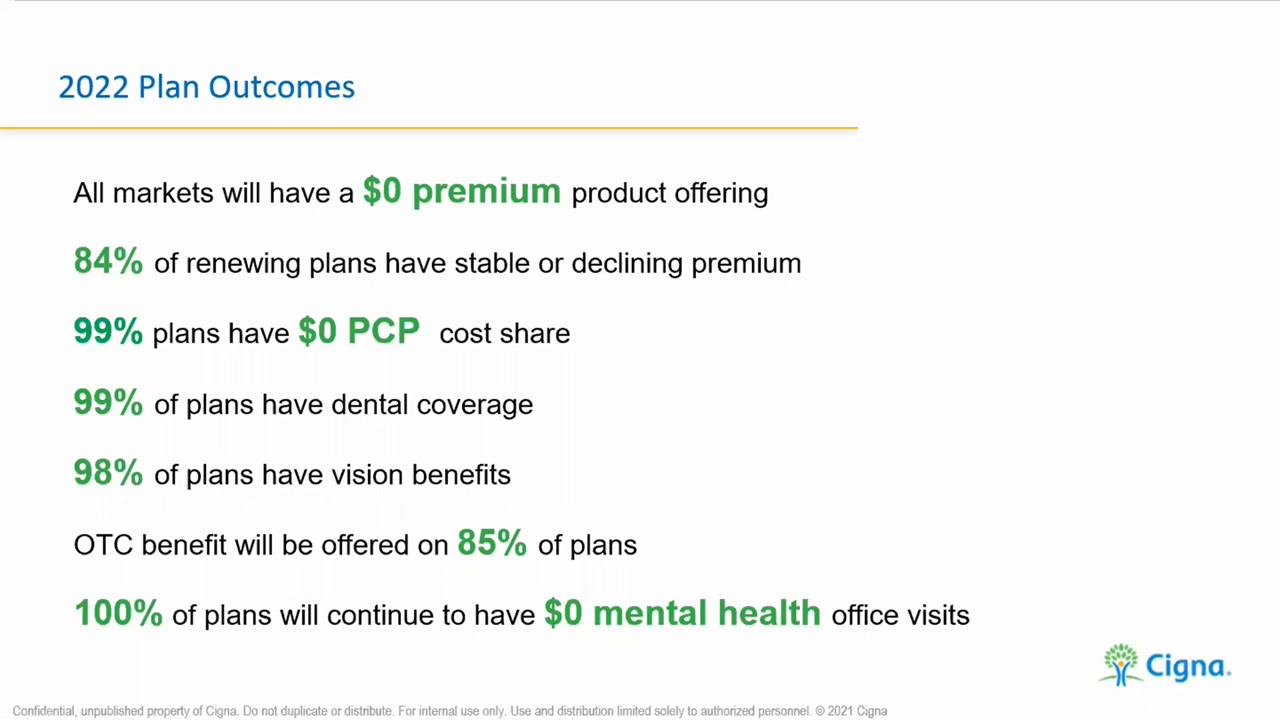 2022 Plan Outcomes
All markets will have a $0 premium product offering
84% of renewing plans have stable or declining premium
99% plans have $0 PCP cost share
99% of plans have dental coverage
98% of plans have vision benefits
OTC benefit will be offered on 85% of plans
100% of plans will continue to have $0 mental health office visits
Cigna.
Confidential, unpublished property of Cigna. Do not duplicate or distribute. For internal use only. Use and distribution limited solely to authorized personnel. © 2021 Cigna